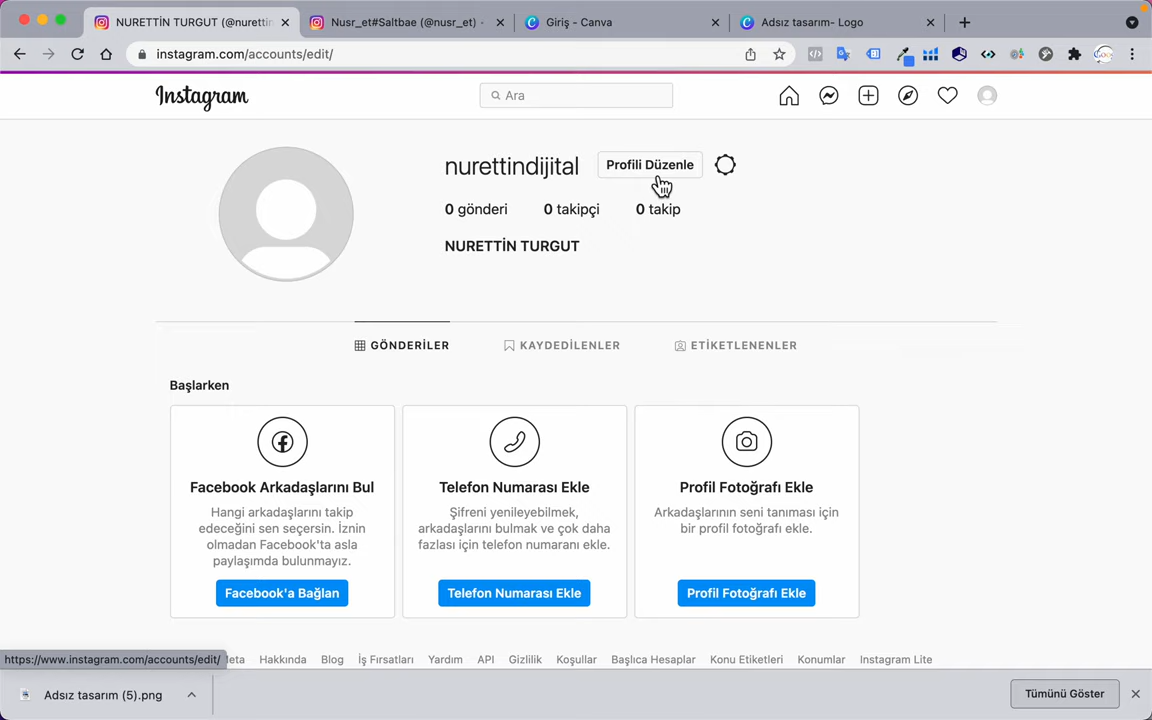 NURETTİN TURGUT (@nurettin
Nusr_et#Saltbae (@nusr_et) -
Giriş - Canva
Adsız tasarım- Logo
instagram.com/accounts/edit/
Instagram
Ara
nurettindijital
Profili Düzenle
0 gönderi
0 takipçi
0 takip
NURETTİN TURGUT
GÖNDERİLER
KAYDEDİLENLER
ETİKETLENENLER
Başlarken
Facebook Arkadaşlarını Bul
Hangi arkadaşlarını takip
edeceğini sen seçersin. İznin
olmadan Facebook'ta asla
paylaşımda bulunmayız.
Facebook'a Bağlan
Telefon Numarası Ekle
Şifreni yenileyebilmek,
arkadaşlarını bulmak ve çok daha
fazlası için telefon numaranı ekle.
Telefon Numarası Ekle
Profil Fotoğrafı Ekle
Arkadaşlarının seni tanıması için
bir profil fotoğrafı ekle.
Profil Fotoğrafı Ekle
https://www.instagram.com/accounts/edit/
Meta Hakkında Blog İş Fırsatları Yardım API Gizlilik Koşullar Başlıca Hesaplar Konu Etiketleri Konumlar Instagram Lite
Adsız tasarım (5).png
Tümünü Göster